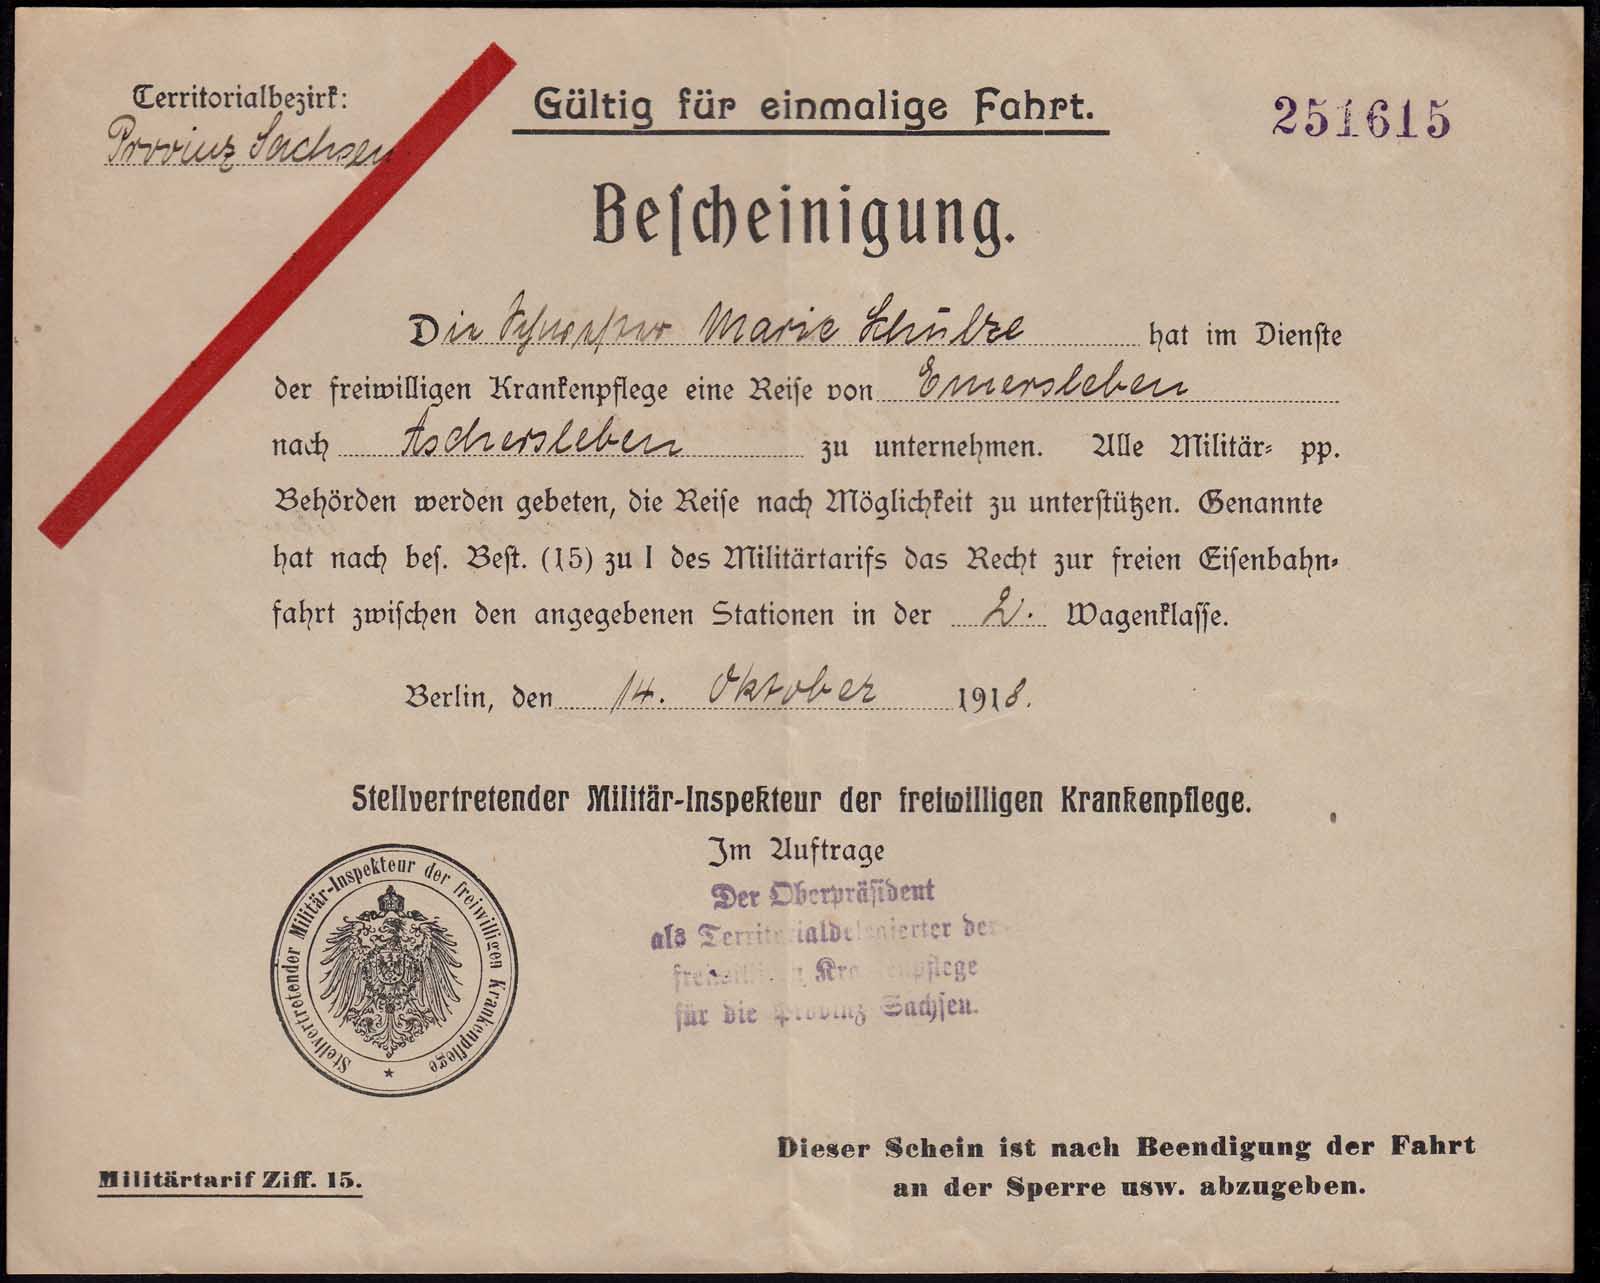 Territorialbezirk:
Provinz Sachsen
Gültig für einmalige Fahrt.
251615
Bescheinigung.
Die Schwester Marie Schulze hat im Dienste
der freiwilligen Krankenpflege eine Reise von Emersleben
nach Aschersleben zu unternehmen. Alle Militär- pp.
Behörden werden gebeten, die Reise nach Möglichkeit zu unterstützen. Genannte
hat nach bes. Best. (15) zu I des Militärtarifs das Recht zur freien Eisenbahn-
fahrt zwischen den angegebenen Stationen in der 2. Wagenklasse.
Berlin, den 14. Oktober 1918.
Stellvertretender Militär-Inspekteur der freiwilligen Krankenpflege.
Im Auftrage
Der Oberpräsident
als Territorialdelegierter der
freiwilligen Krankenpflege
für die Provinz Sachsen.
Stellvertretender Militär-Inspekteur der freiwilligen Krankenpflege
Militärtarif Ziff. 15.
Dieser Schein ist nach Beendigung der Fahrt
an der Sperre usw. abzugeben.